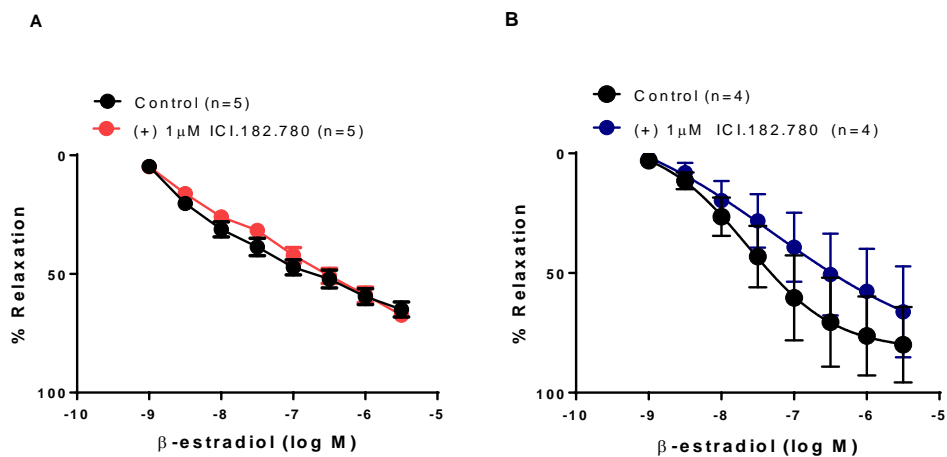 A
Control (n=5)
(+) 1μM ICI.182.780 (n=5)
0
50
100
% Relaxation
-10 -9 -8 -7 -6 -5
β-estradiol (log M)
B
Control (n=4)
(+) 1μM ICI.182.780 (n=4)
0
50
100
% Relaxation
-10 -9 -8 -7 -6 -5
β-estradiol (log M)